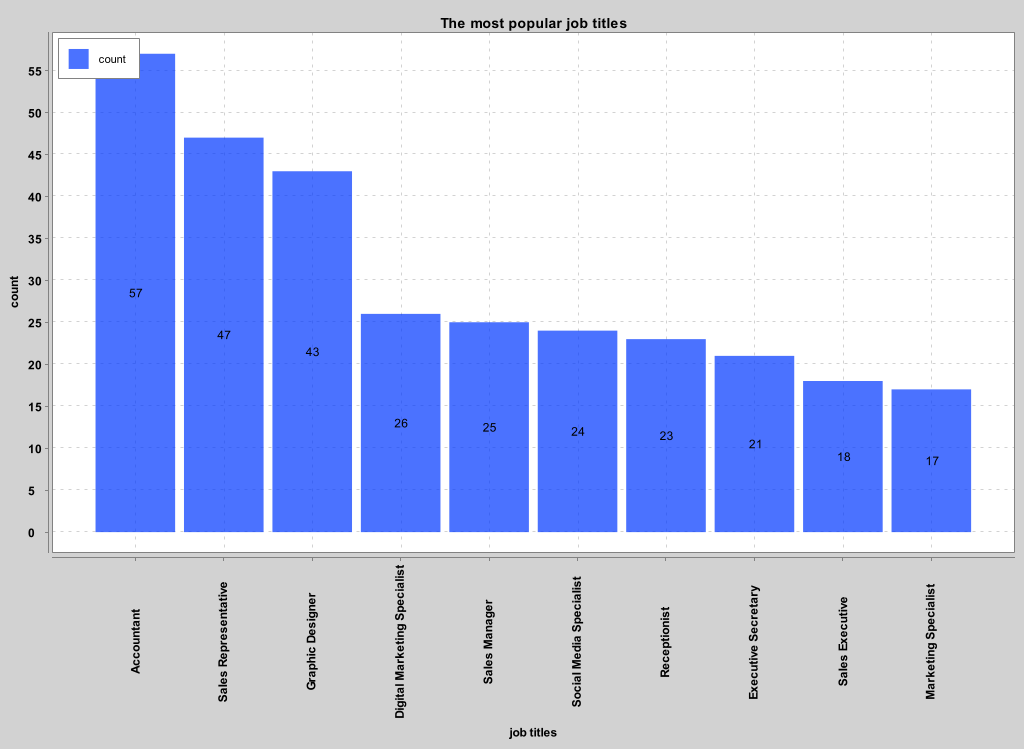 The most popular job titles
count
55
50
45
40
35
30
25
20
15
10
5
0
count
57
47
43
26
25
24
23
21
18
17
Accountant
Sales Representative
Graphic Designer
Digital Marketing Specialist
Sales Manager
Social Media Specialist
Receptionist
Executive Secretary
Sales Executive
Marketing Specialist
job titles